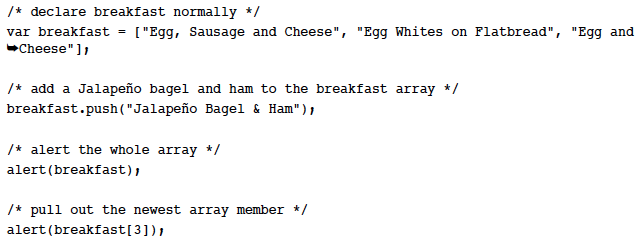 /* declare breakfast normally */
var breakfast = ["Egg, Sausage and Cheese", "Egg Whites on Flatbread", "Egg and
➥Cheese"];
/* add a Jalapeño bagel and ham to the breakfast array */
breakfast.push("Jalapeño Bagel & Ham");
/* alert the whole array */
alert(breakfast);
/* pull out the newest array member */
alert(breakfast[3]);